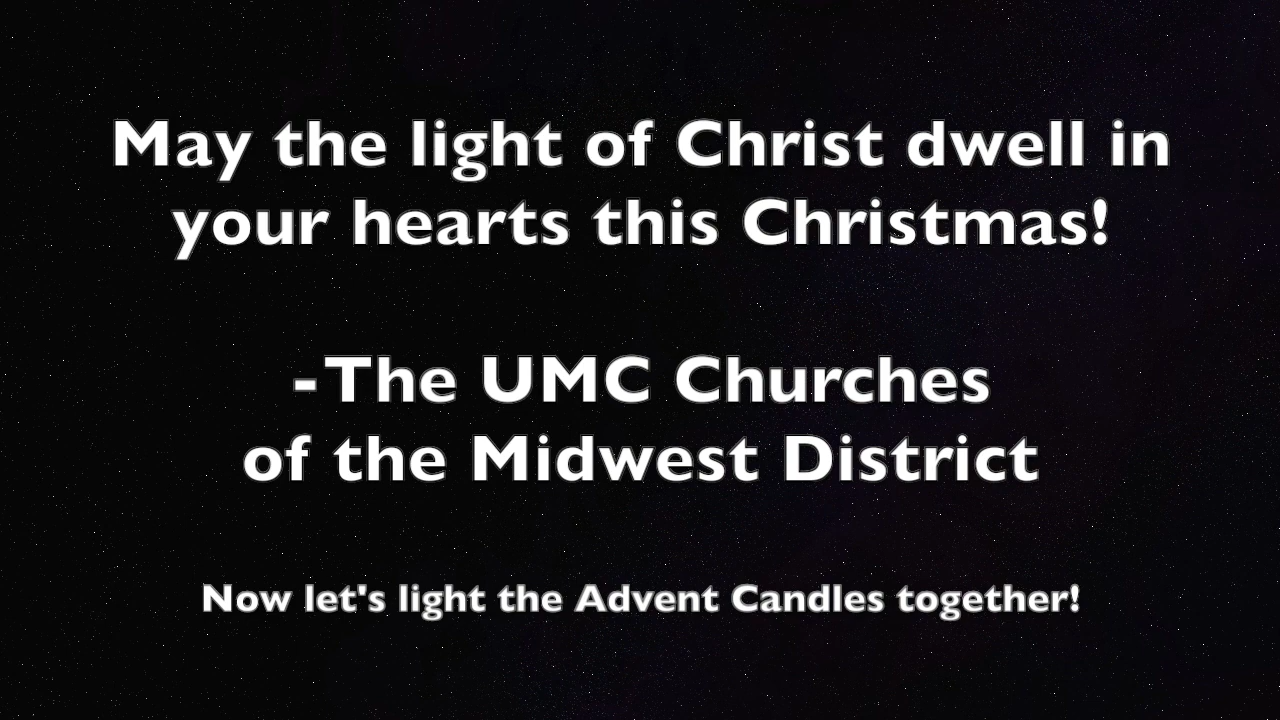 May the light of Christ dwell in
your hearts this Christmas!
-The UMC Churches
of the Midwest District
Now let's light the Advent Candles together!